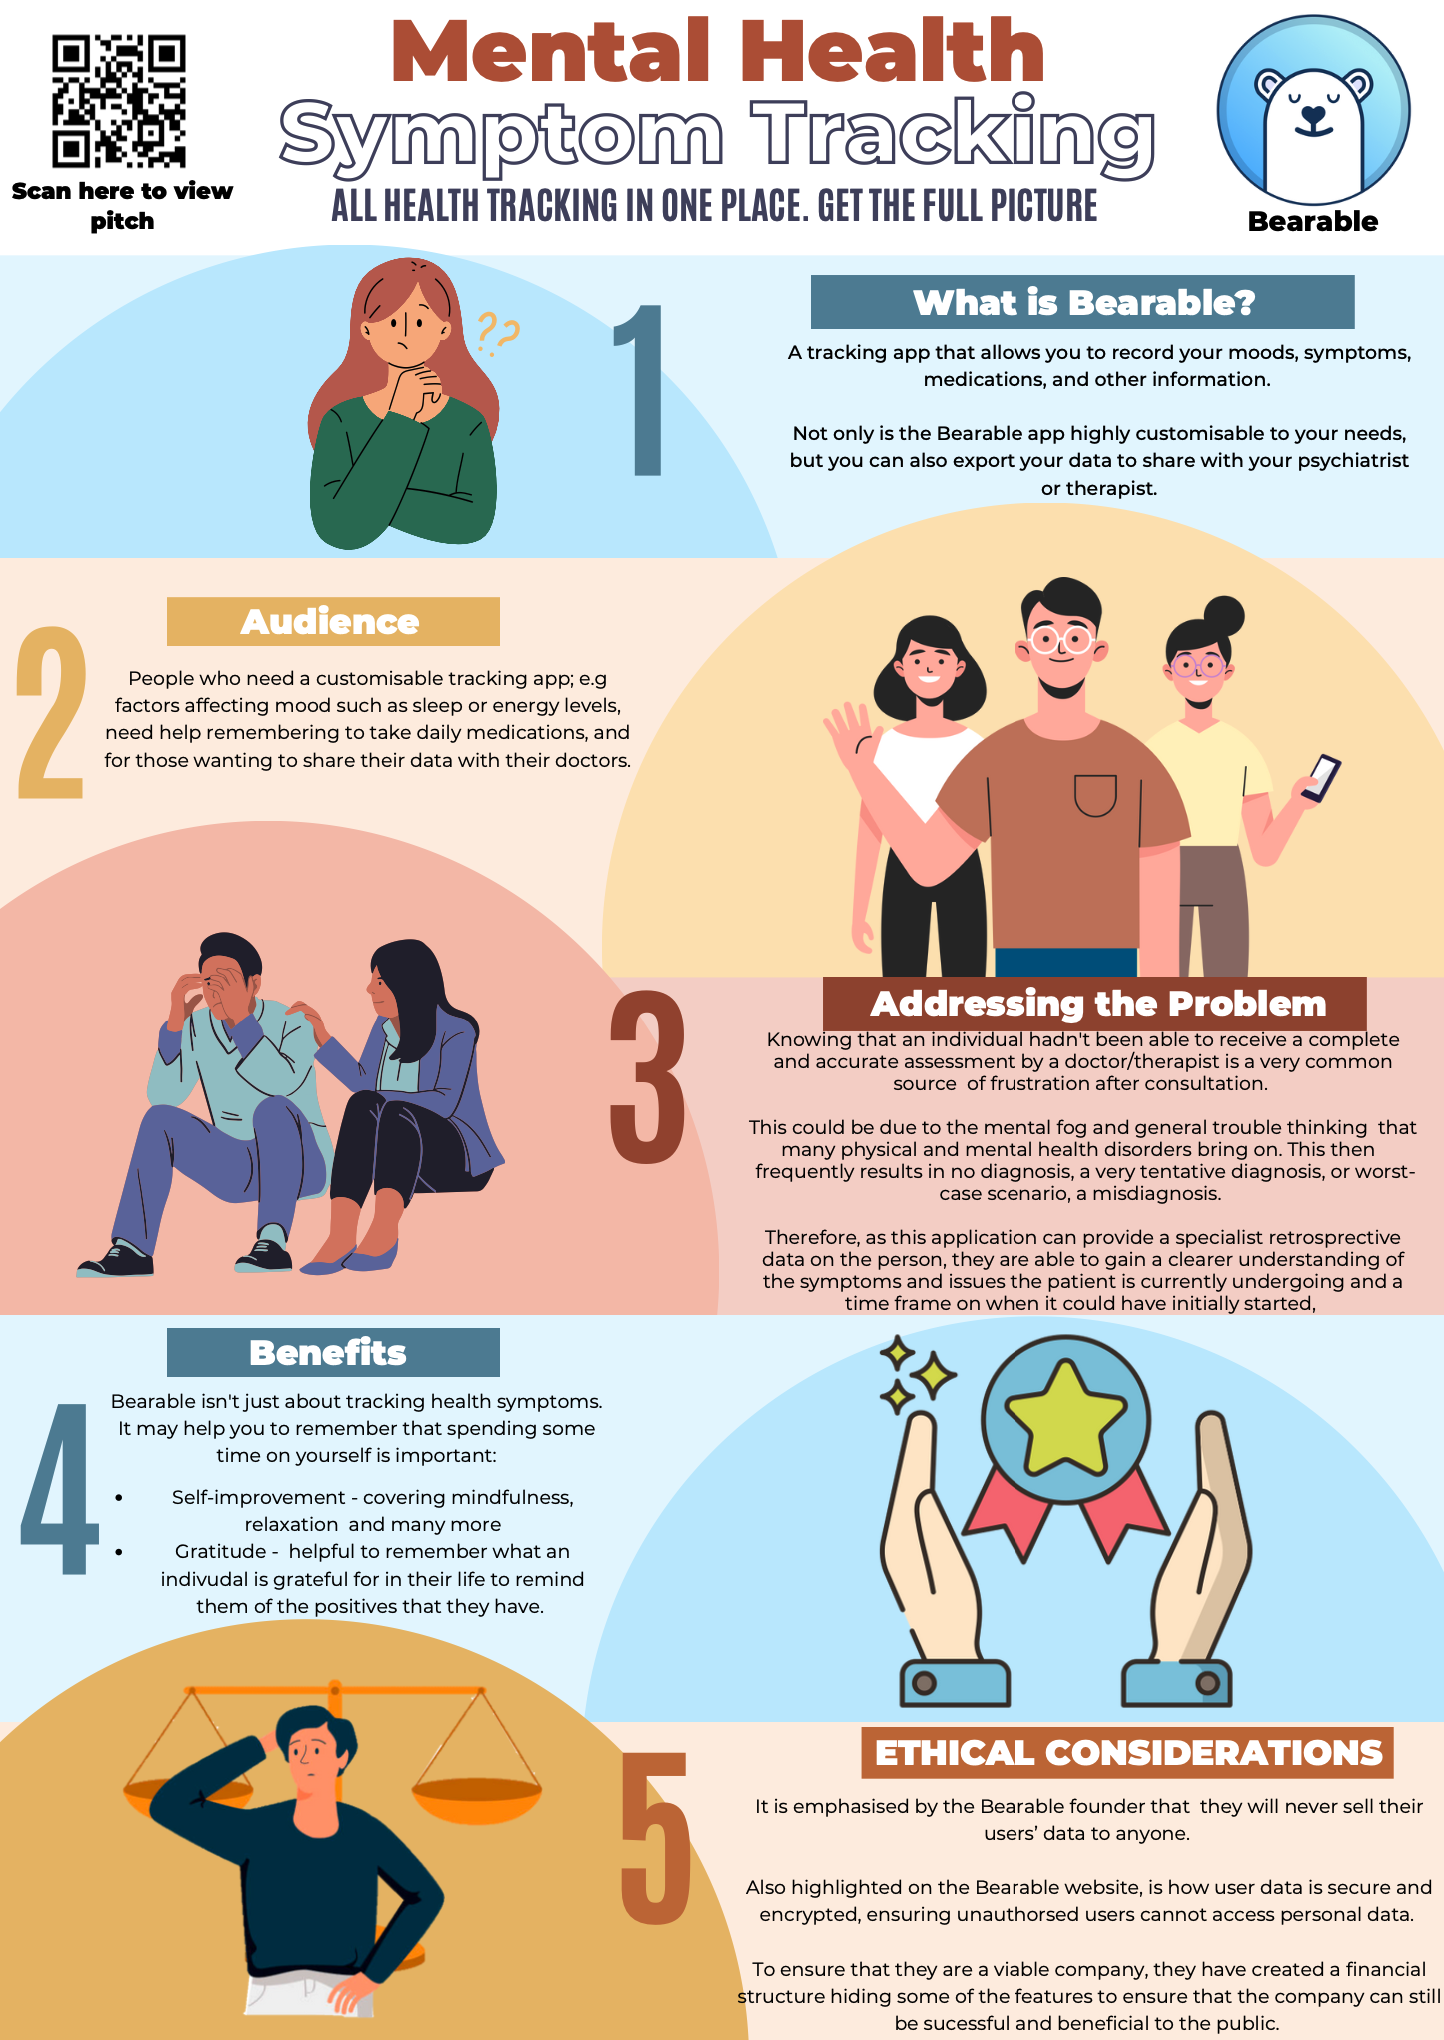 Mental Health
Symptom Tracking
ALL HEALTH TRACKING IN ONE PLACE. GET THE FULL PICTURE
Scan here to view
pitch
Bearable
1
What is Bearable?
A tracking app that allows you to record your moods, symptoms,
medications, and other information.
Not only is the Bearable app highly customisable to your needs,
but you can also export your data to share with your psychiatrist
or therapist.
??
2
Audience
People who need a customisable tracking app; e.g
factors affecting mood such as sleep or energy levels,
need help remembering to take daily medications, and
for those wanting to share their data with their doctors.
3
Addressing the Problem
Knowing that an individual hadn't been able to receive a complete
and accurate assessment by a doctor/therapist is a very common
source  of frustration after consultation.
This could be due to the mental fog and general trouble thinking  that
many physical and mental health disorders bring on. This then
frequently results in no diagnosis, a very tentative diagnosis, or worst-
case scenario, a misdiagnosis.
Therefore, as this application can provide a specialist retrosprective
data on the person, they are able to gain a clearer understanding of
the symptoms and issues the patient is currently undergoing and a
time frame on when it could have initially started,
4
Benefits
Bearable isn't just about tracking health symptoms.
It may help you to remember that spending some
time on yourself is important:
• Self-improvement - covering mindfulness,
relaxation  and many more
• Gratitude -  helpful to remember what an
indivudal is grateful for in their life to remind
them of the positives that they have.
5
ETHICAL CONSIDERATIONS
It is emphasised by the Bearable founder that  they will never sell their
users’ data to anyone.
Also highlighted on the Bearable website, is how user data is secure and
encrypted, ensuring unauthorsed users cannot access personal data.
To ensure that they are a viable company, they have created a financial
structure hiding some of the features to ensure that the company can still
be sucessful and beneficial to the public.